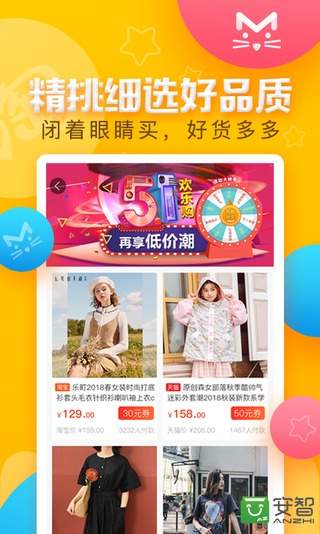 精挑细选好品质
闭着眼睛买，好货多多
51
欢乐购
再享低价潮
淘宝 乐町2018春女装时尚打底
衫套头毛衣针织衫喇叭袖上衣c
¥129.00
30元券
淘宝价 ¥159.00
3232人付款
天猫 原创森女部落秋季酷帅气
迷彩外套潮2018秋装新款系学
¥158.00
50元券
天猫价 ¥208.00
1195人付款
安智
ANZHI